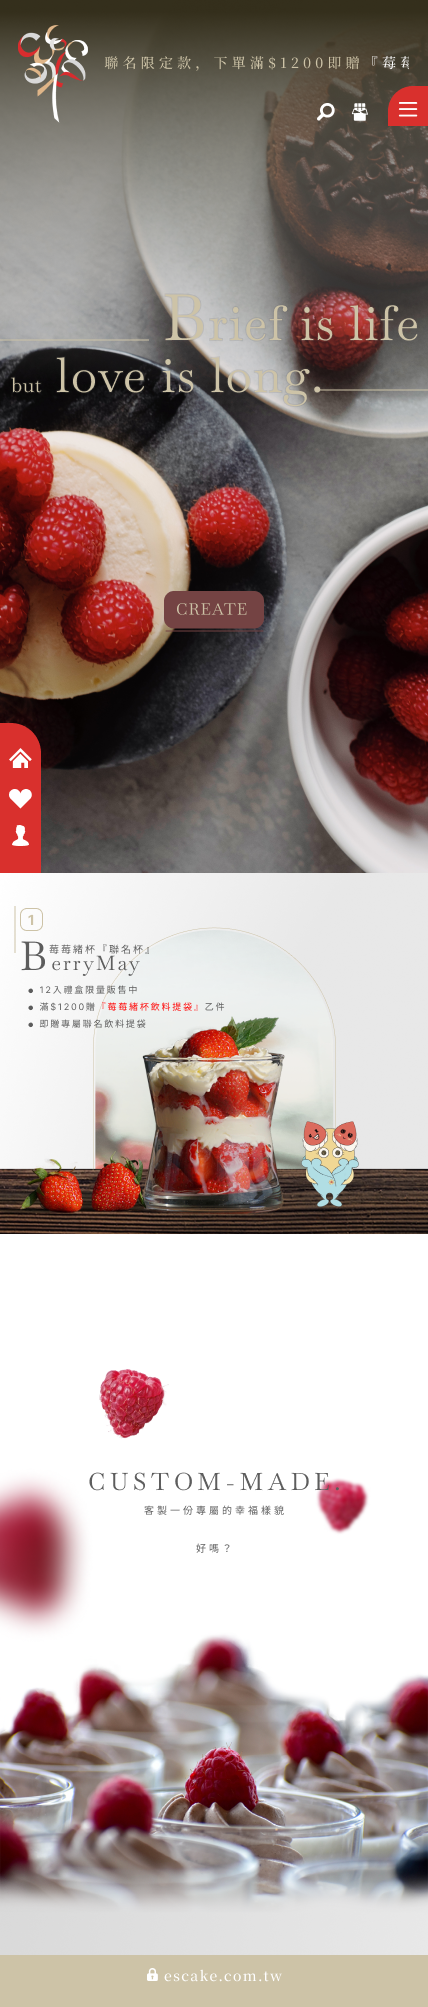 聯名限定款，下單滿$1200即贈『莓莓
Brief is life
but love is long.
CREATE
1
莓莓緒杯『聯名杯』
BerryMay
● 12入禮盒限量販售中
● 滿$1200贈『莓莓緒杯飲料提袋』乙件
● 即贈專屬聯名飲料提袋
CUSTOM-MADE.
客製一份專屬的幸福樣貌
好嗎？
escake.com.tw